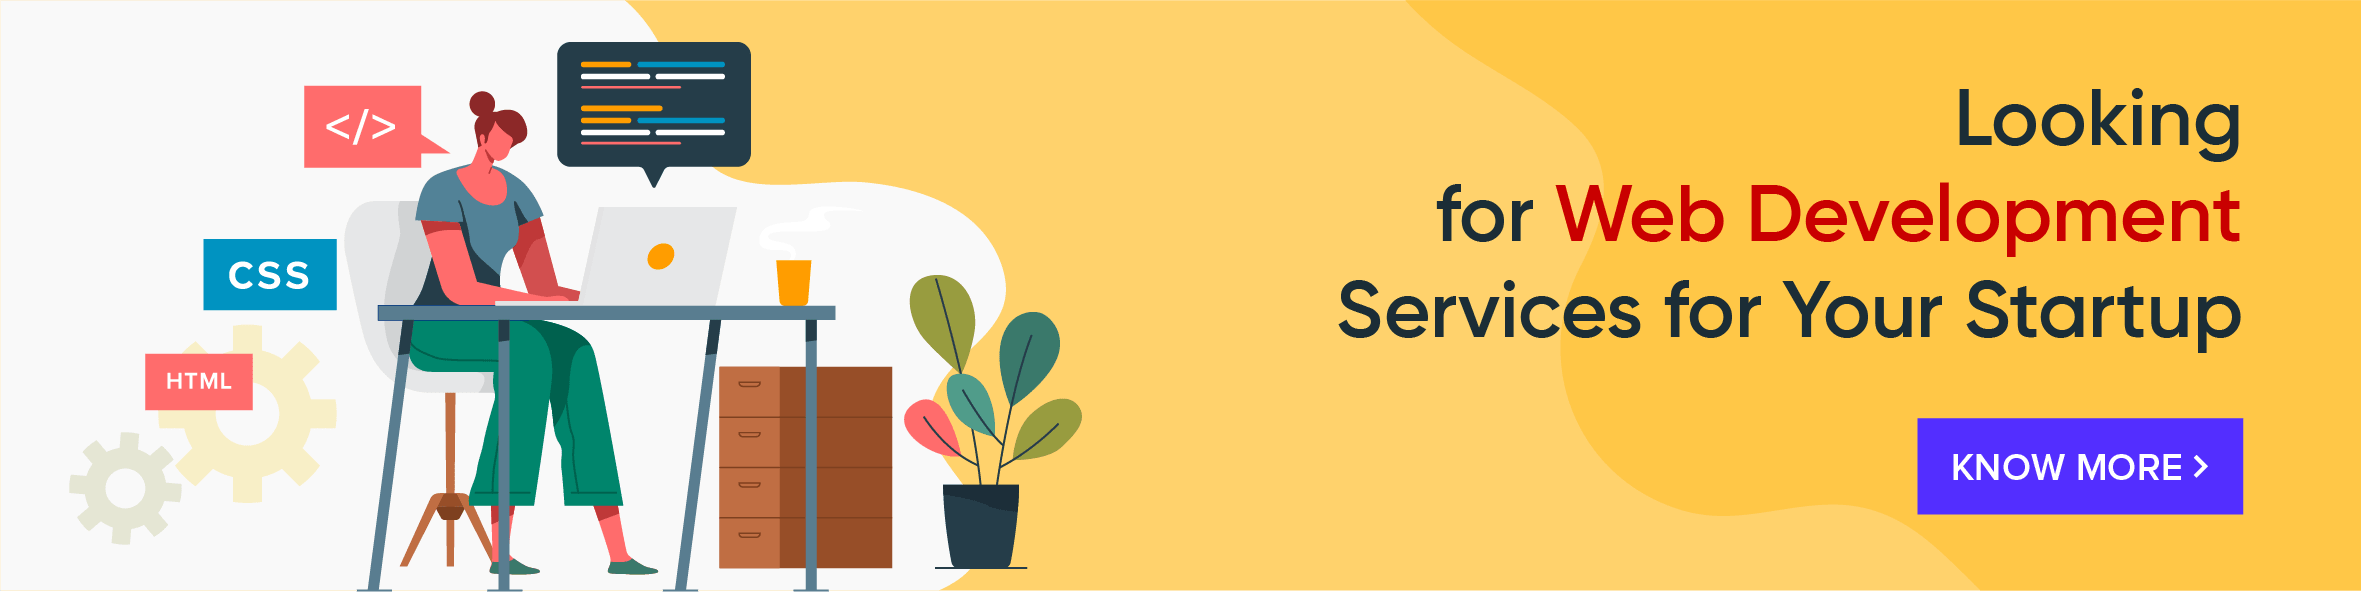 </>
CSS
HTML
Looking
for Web Development
Services for Your Startup
KNOW MORE >